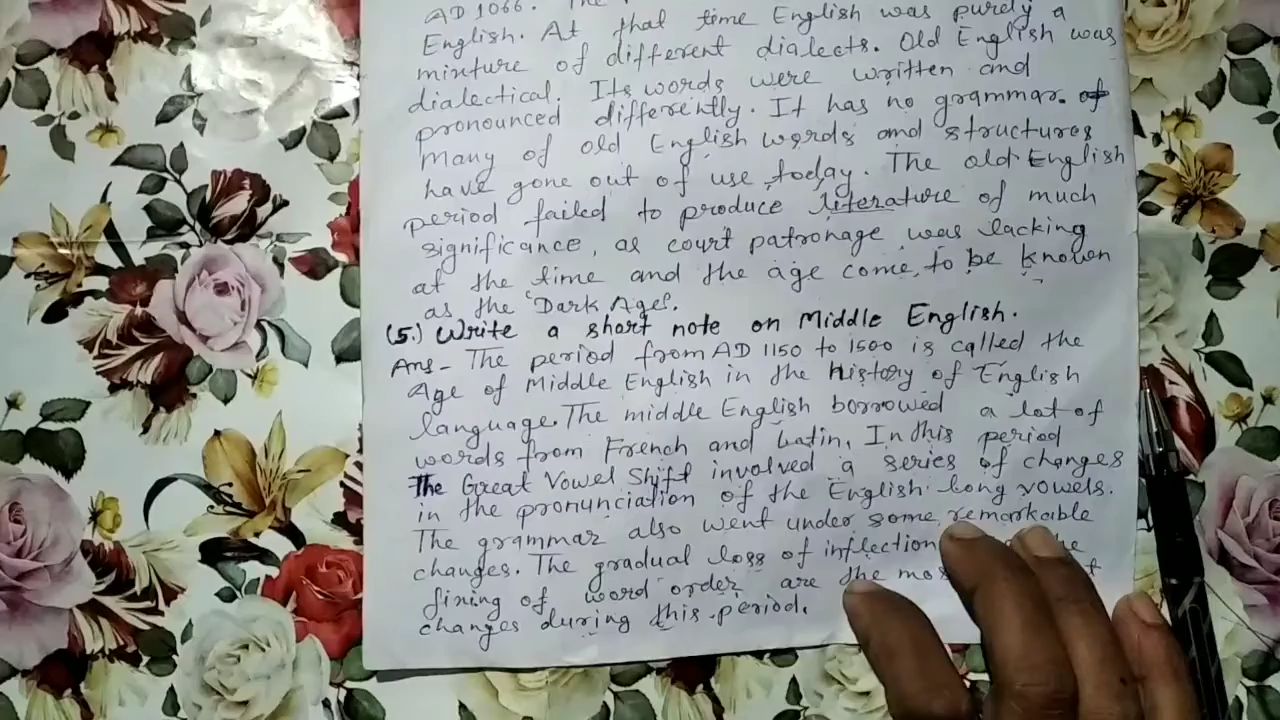 AD 1066. The
English. At that time English was purely a
mixture of different dialects. Old English was
dialectical. Its words were written and
pronounced differently. It has no grammar. of
many of old English words and structures
have gone out of use today. The old English
period failed to produce literature of much
significance, as court patronage was lacking
at the time and the age come, to be known
as the 'Dark Ages'.
(5.) Write a short note on Middle English.
Ans - The period from AD 1150 to 1500 is called the
Age of Middle English in the History of English
language. The middle English borrowed a lot of
words from French and Latin. In this period
The Great Vowel Shift involved a series of changes
in the pronunciation of the English long vowels.
The grammar also went under some remarkable
changes. The gradual loss of inflection
fixing of word order are the
changes during this period.